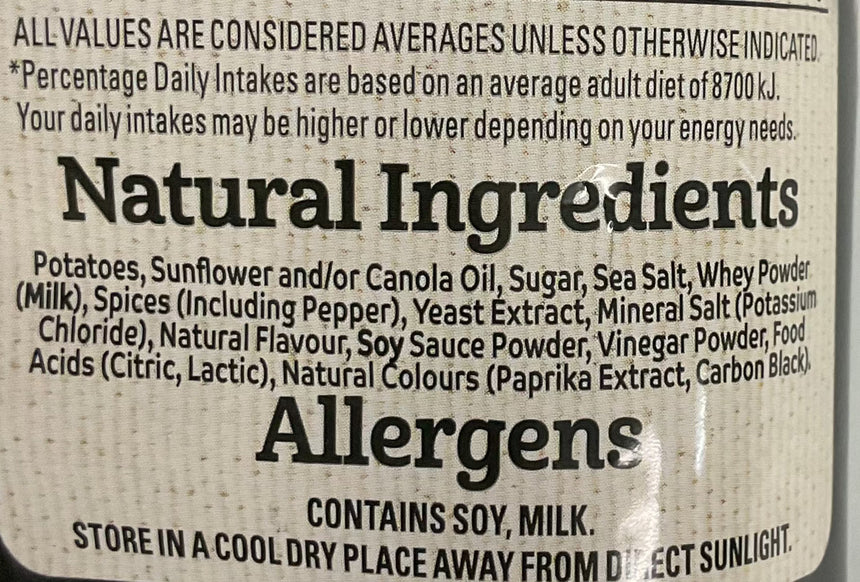 ALL VALUES ARE CONSIDERED AVERAGES UNLESS OTHERWISE INDICATED.
*Percentage Daily Intakes are based on an average adult diet of 8700 kJ.
Your daily intakes may be higher or lower depending on your energy needs.
Natural Ingredients
Potatoes, Sunflower and/or Canola Oil, Sugar, Sea Salt, Whey Powder
(Milk), Spices (Including Pepper), Yeast Extract, Mineral Salt (Potassium
Chloride), Natural Flavour, Soy Sauce Powder, Vinegar Powder, Food
Acids (Citric, Lactic), Natural Colours (Paprika Extract, Carbon Black).
Allergens
CONTAINS SOY, MILK.
STORE IN A COOL DRY PLACE AWAY FROM DIRECT SUNLIGHT.